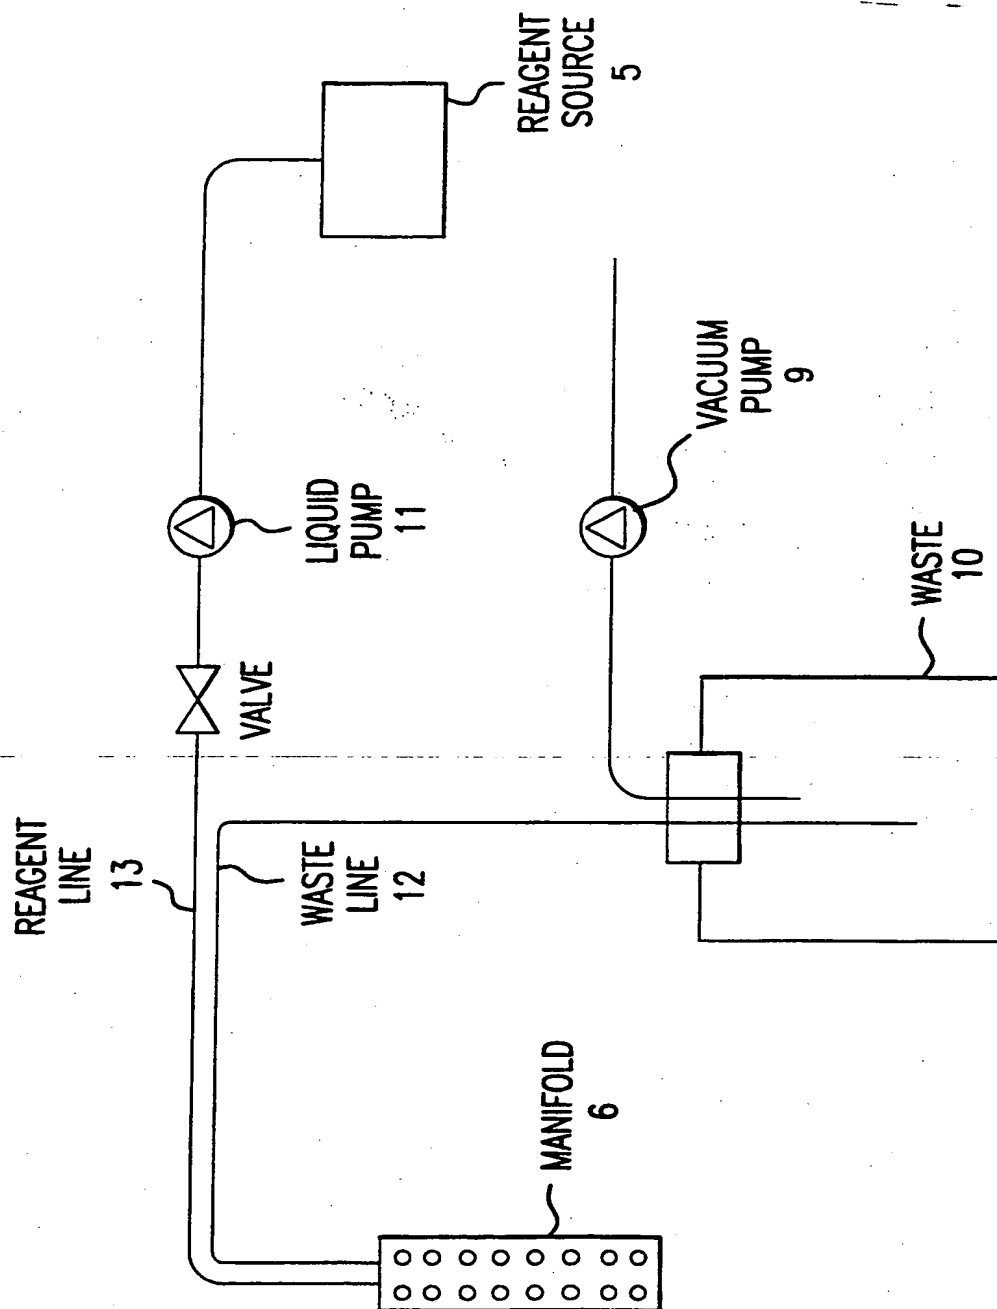 REAGENT
SOURCE
5
LIQUID
PUMP
11
VACUUM
PUMP
9
VALVE
WASTE
10
REAGENT
LINE
13
WASTE
LINE
12
MANIFOLD
6